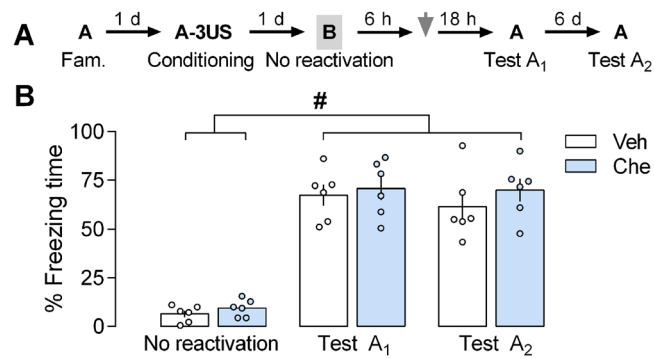 A
A 1 d A-3US 1 d B 6 h 18 h A 6 d A
Fam. Conditioning No reactivation Test A₁ Test A₂
B
#
% Freezing time
100
75
50
25
0
Veh
Che
No reactivation Test A₁ Test A₂